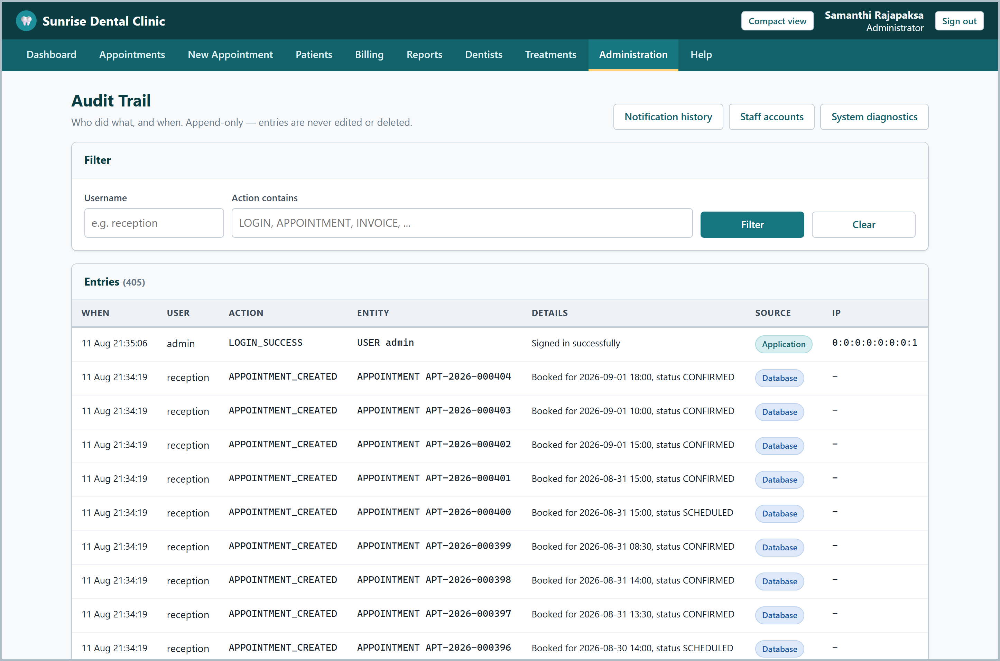 Sunrise Dental Clinic
Compact view
Samanthi Rajapaksa
Administrator
Sign out
Dashboard Appointments New Appointment Patients Billing Reports Dentists Treatments Administration Help
Audit Trail
Who did what, and when. Append-only — entries are never edited or deleted.
Notification history Staff accounts System diagnostics
Filter
Username Action contains
e.g. reception LOGIN, APPOINTMENT, INVOICE, ... Filter Clear
Entries (405)
WHEN USER ACTION ENTITY DETAILS SOURCE IP
11 Aug 21:35:06 admin LOGIN_SUCCESS USER admin Signed in successfully Application 0:0:0:0:0:0:0:1
11 Aug 21:34:19 reception APPOINTMENT_CREATED APPOINTMENT APT-2026-000404 Booked for 2026-09-01 18:00, status CONFIRMED Database –
11 Aug 21:34:19 reception APPOINTMENT_CREATED APPOINTMENT APT-2026-000403 Booked for 2026-09-01 10:00, status CONFIRMED Database –
11 Aug 21:34:19 reception APPOINTMENT_CREATED APPOINTMENT APT-2026-000402 Booked for 2026-09-01 15:00, status CONFIRMED Database –
11 Aug 21:34:19 reception APPOINTMENT_CREATED APPOINTMENT APT-2026-000401 Booked for 2026-08-31 15:00, status CONFIRMED Database –
11 Aug 21:34:19 reception APPOINTMENT_CREATED APPOINTMENT APT-2026-000400 Booked for 2026-08-31 15:00, status SCHEDULED Database –
11 Aug 21:34:19 reception APPOINTMENT_CREATED APPOINTMENT APT-2026-000399 Booked for 2026-08-31 08:30, status CONFIRMED Database –
11 Aug 21:34:19 reception APPOINTMENT_CREATED APPOINTMENT APT-2026-000398 Booked for 2026-08-31 14:00, status CONFIRMED Database –
11 Aug 21:34:19 reception APPOINTMENT_CREATED APPOINTMENT APT-2026-000397 Booked for 2026-08-31 13:30, status CONFIRMED Database –
11 Aug 21:34:19 reception APPOINTMENT_CREATED APPOINTMENT APT-2026-000396 Booked for 2026-08-30 14:00, status SCHEDULED Database –